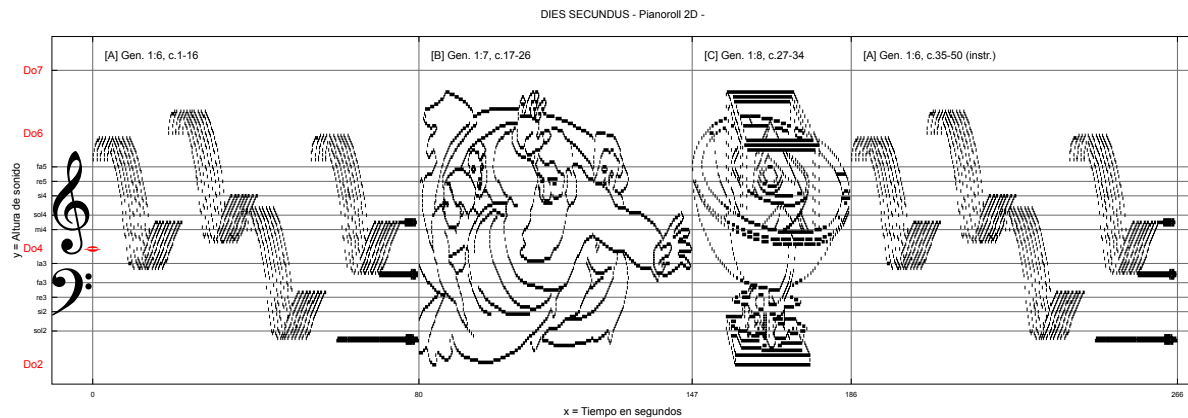 DIES SECUNDUS - Pianoroll 2D -
[A] Gen. 1:6, c.1-16
[B] Gen. 1:7, c.17-26
[C] Gen. 1:8, c.27-34
[A] Gen. 1:6, c.35-50 (instr.)
Do7
Do6
fa5
re5
si4
sol4
mi4
Do4
la3
fa3
re3
si2
sol2
Do2
y = Altura de sonido
0
80
147
186
266
x = Tiempo en segundos